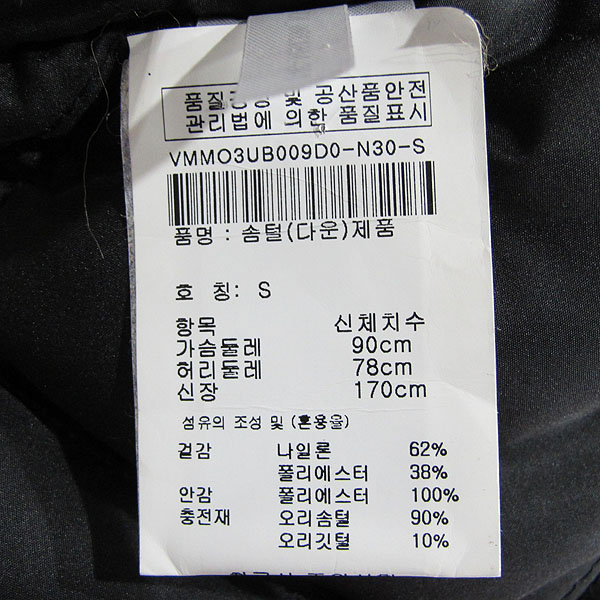 품질경영 및 공산품안전
관리법에 의한 품질표시
VMMO3UB009D0-N30-S
품명 : 솜털(다운)제품
호 칭: S
항목 신체치수
가슴둘레 90cm
허리둘레 78cm
신장 170cm
섬유의 조성 및 (혼용율)
겉감 나일론 62%
폴리에스터 38%
안감 폴리에스터 100%
충전재 오리솜털 90%
오리깃털 10%